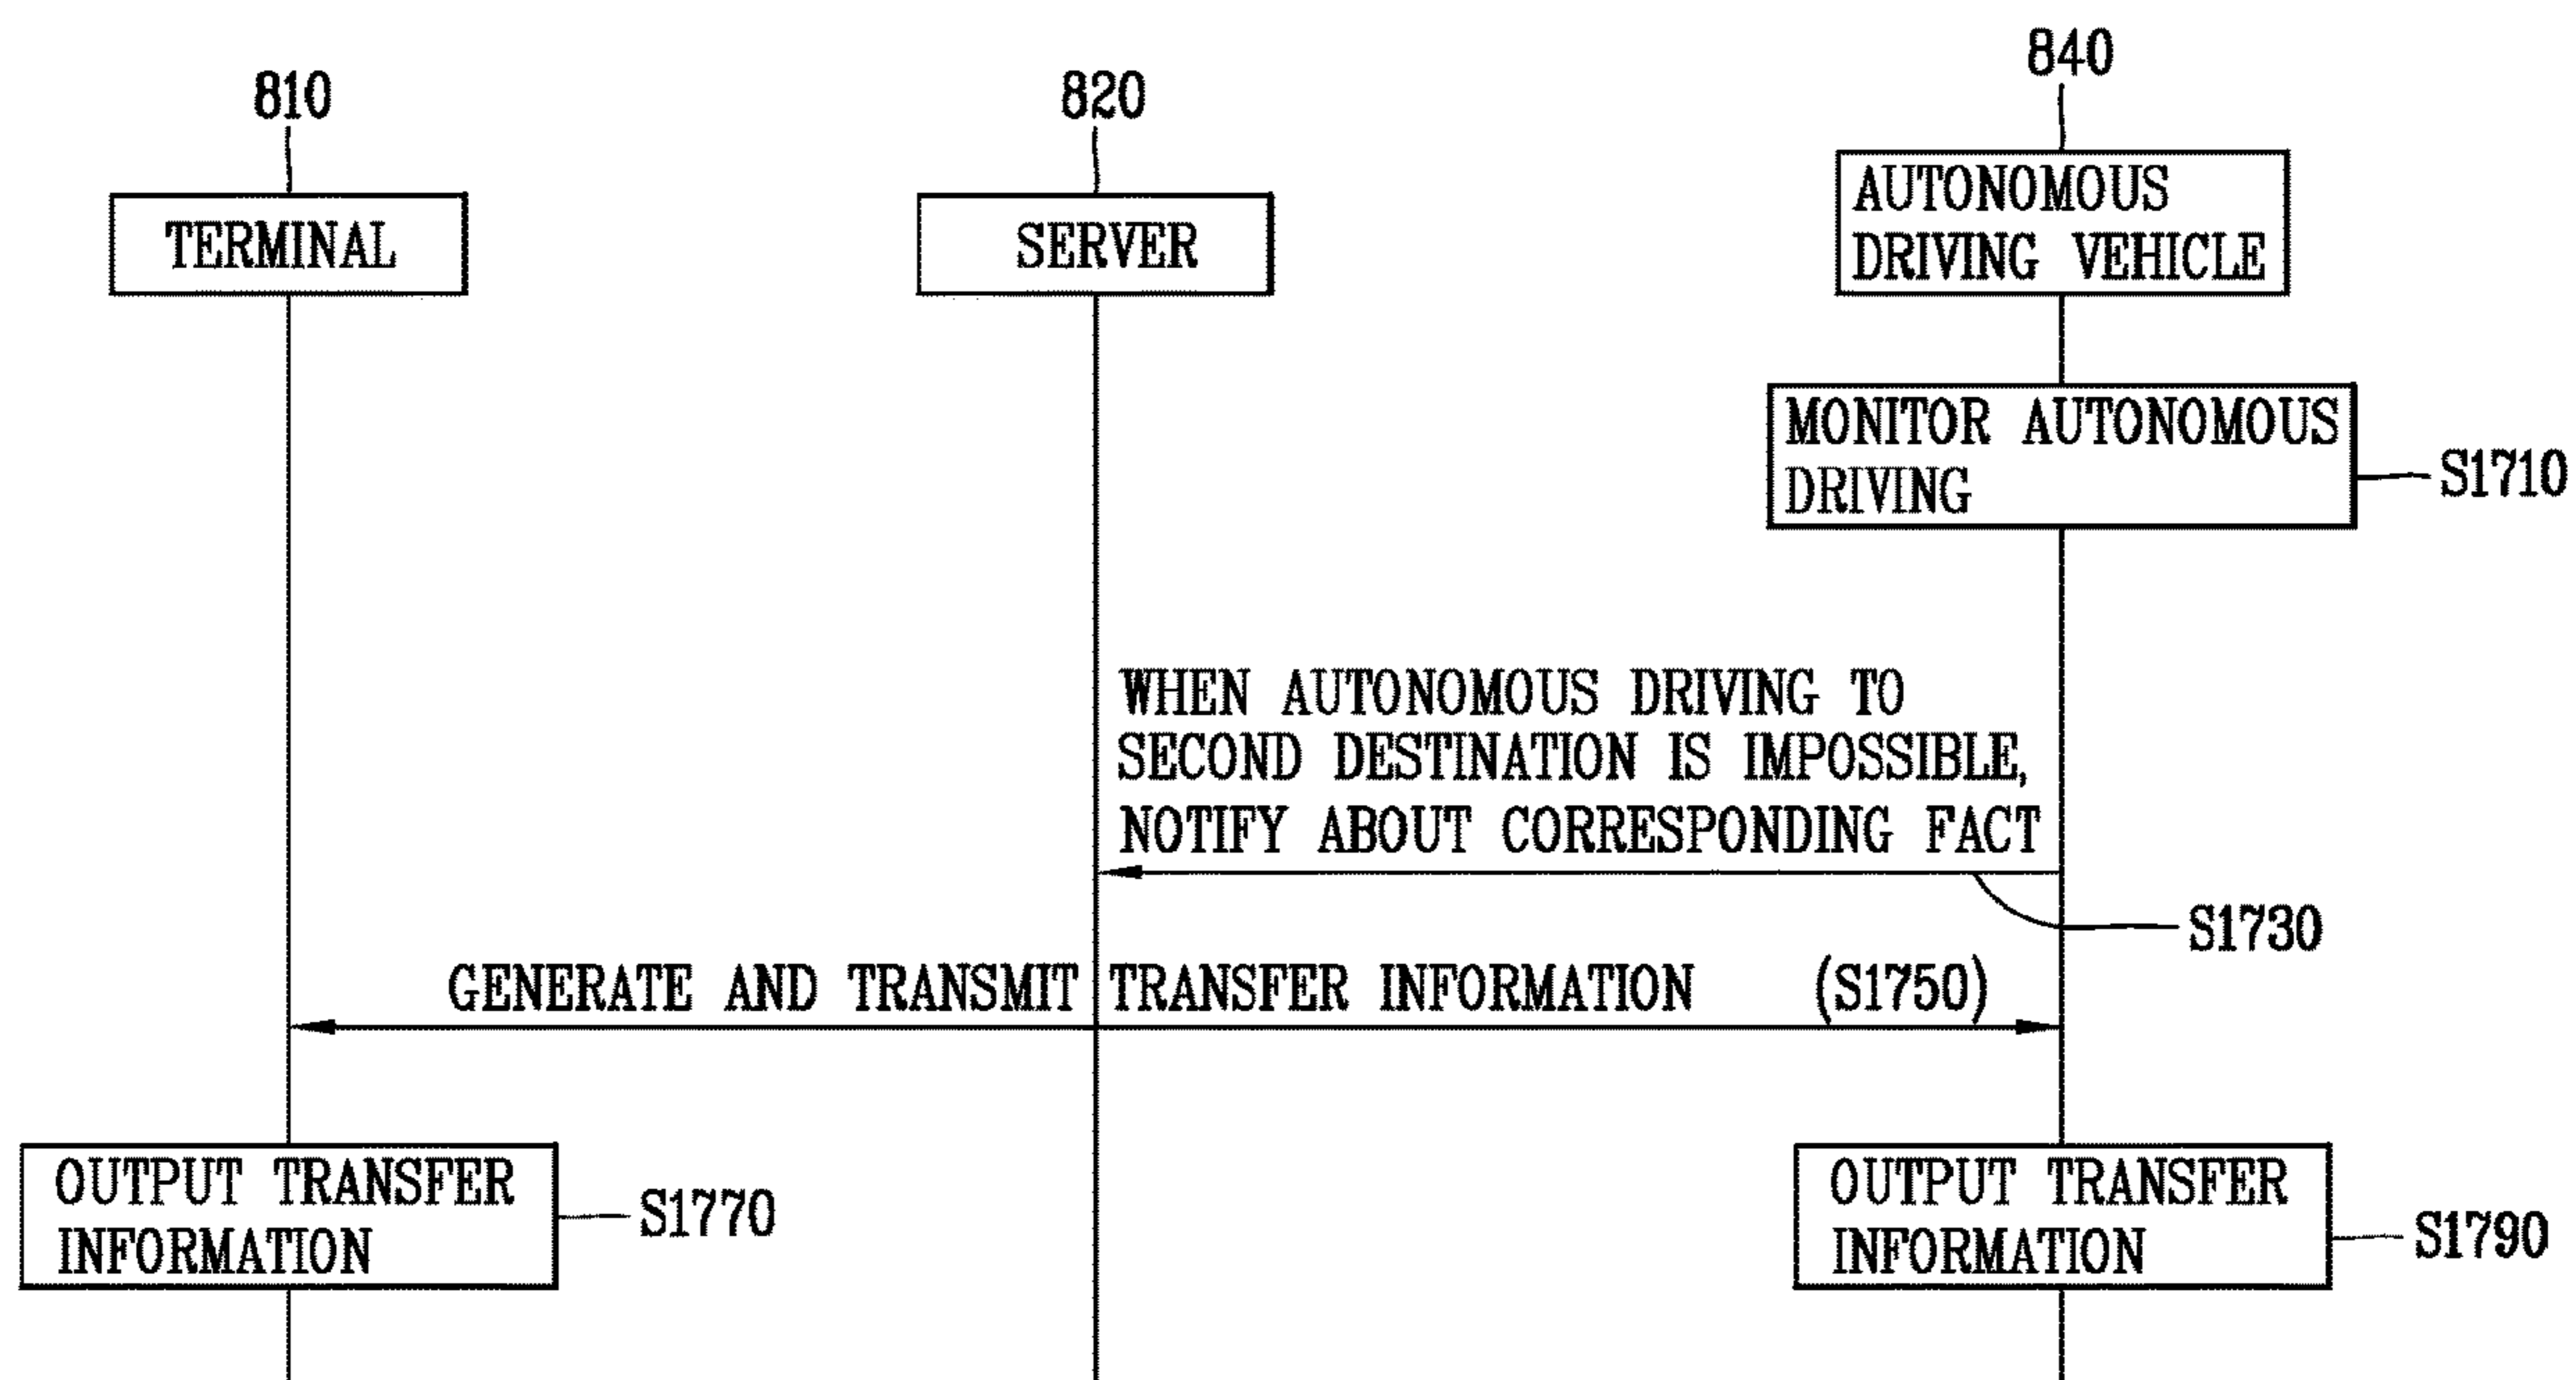 840
810
820
AUTONOMOUS
DRIVING VEHICLE
TERMINAL
SERVER
MONITOR AUTONOMOUS
DRIVING
S1710
WHEN AUTONOMOUS DRIVING TO
SECOND DESTINATION IS IMPOSSIBLE,
NOTIFY ABOUT CORRESPONDING FACT
S1730
GENERATE AND TRANSMIT TRANSFER INFORMATION (S1750)
OUTPUT TRANSFER
INFORMATION
S1770
OUTPUT TRANSFER
INFORMATION
S1790